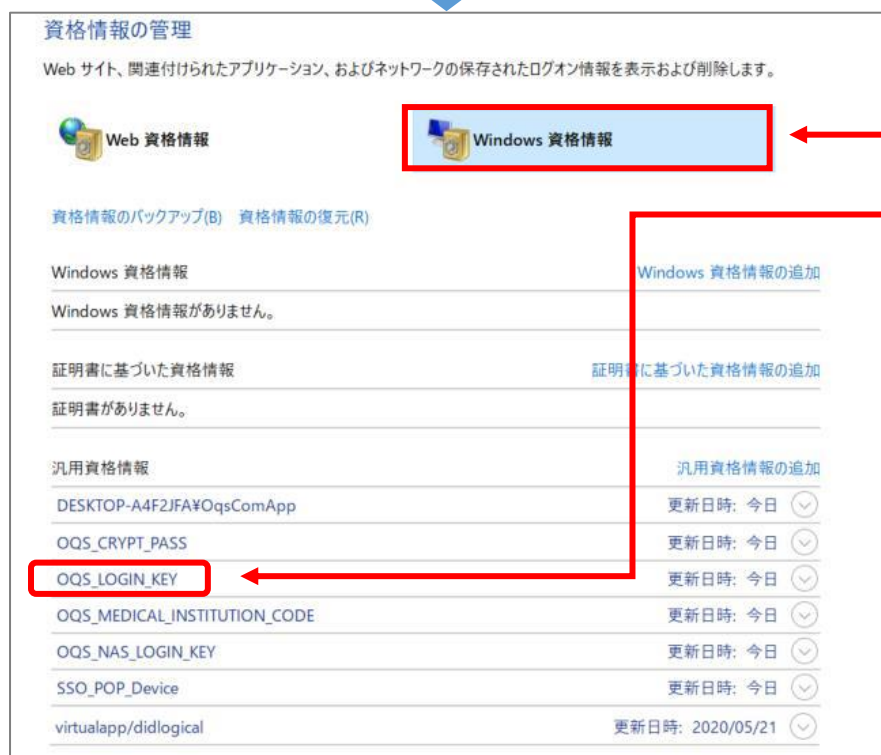 資格情報の管理
Web サイト、関連付けられたアプリケーション、およびネットワークの保存されたログオン情報を表示および削除します。
Web 資格情報 Windows 資格情報
資格情報のバックアップ(B) 資格情報の復元(R)
Windows 資格情報 Windows 資格情報の追加
Windows 資格情報がありません。
証明書に基づいた資格情報 証明書に基づいた資格情報の追加
証明書がありません。
汎用資格情報 汎用資格情報の追加
DESKTOP-A4F2JFA¥OqsComApp 更新日時: 今日
OQS_CRYPT_PASS 更新日時: 今日
OQS_LOGIN_KEY 更新日時: 今日
OQS_MEDICAL_INSTITUTION_CODE 更新日時: 今日
OQS_NAS_LOGIN_KEY 更新日時: 今日
SSO_POP_Device 更新日時: 今日
virtualapp/didlogical 更新日時: 2020/05/21